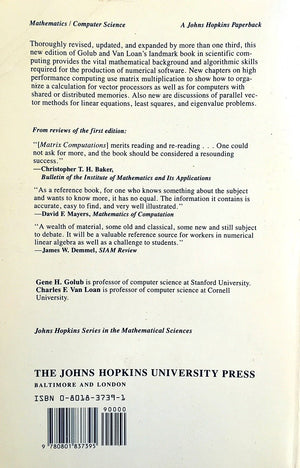 Mathematics / Computer Science A Johns Hopkins Paperback
Thoroughly revised, updated, and expanded by more than one third, this
new edition of Golub and Van Loan's landmark book in scientific com-
puting provides the vital mathematical background and algorithmic skills
required for the production of numerical software. New chapters on high
performance computing use matrix multiplication to show how to orga-
nize a calculation for vector processors as well as for computers with
shared or distributed memories. Also new are discussions of parallel vec-
tor methods for linear equations, least squares, and eigenvalue problems.
From reviews of the first edition:
"[Matrix Computations] merits reading and re-reading . . . One could
not ask for more, and the book should be considered a resounding
success."
—Christopher T. H. Baker,
Bulletin of the Institute of Mathematics and Its Applications
"As a reference book, for one who knows something about the subject
and wants to know more, it has no equal. The information it contains is
accurate, easy to find, and very well illustrated."
—David F. Mayers, Mathematics of Computation
"A wealth of material, some old and classical, some new and still subject
to debate. It will be a valuable reference source for workers in numerical
linear algebra as well as a challenge to students."
—James W. Demmel, SIAM Review
Gene H. Golub is professor of computer science at Stanford University.
Charles F. Van Loan is professor of computer science at Cornell
University.
Johns Hopkins Series in the Mathematical Sciences
THE JOHNS HOPKINS UNIVERSITY PRESS
BALTIMORE AND LONDON
ISBN 0-8018-3739-1
90000
9 780801 837395